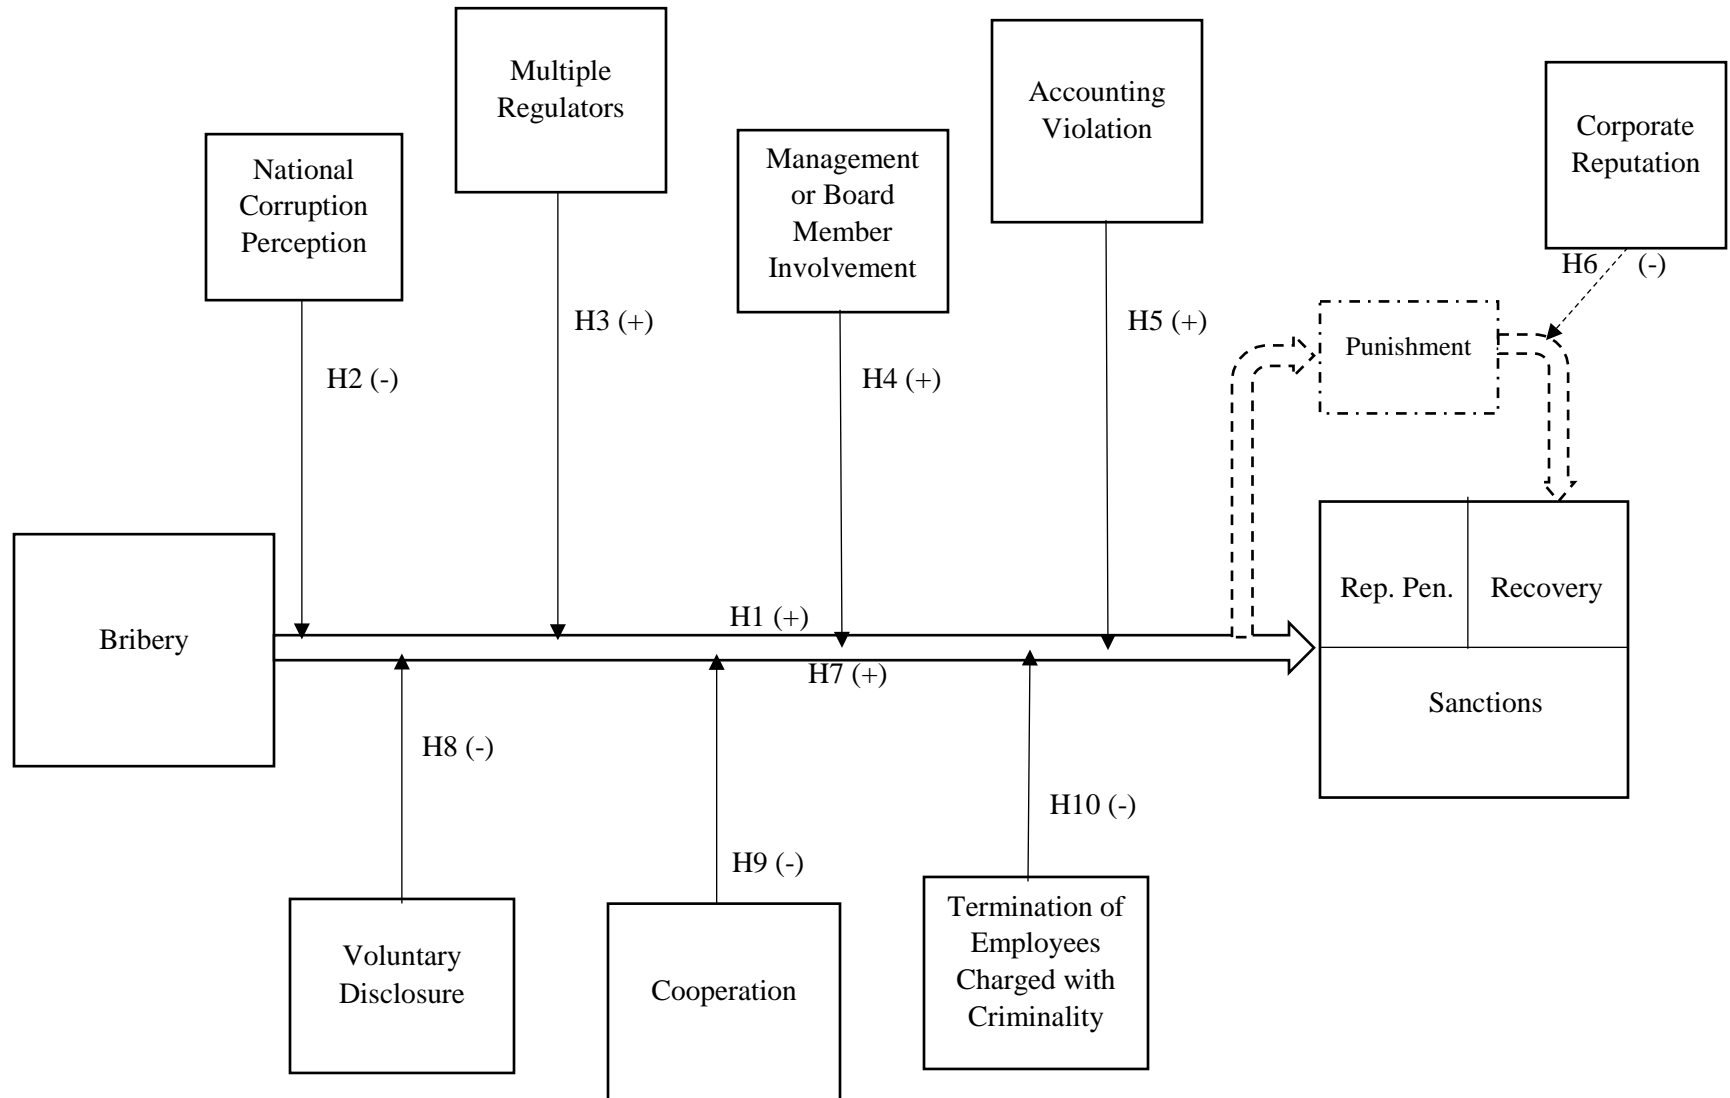 Multiple
Regulators
Accounting
Violation
Corporate
Reputation
National
Corruption
Perception
Management
or Board
Member
Involvement
H6 (-)
H3 (+)
H5 (+)
Punishment
H2 (-)
H4 (+)
Rep. Pen.
Recovery
Bribery
H1 (+)
H7 (+)
Sanctions
H8 (-)
H10 (-)
H9 (-)
Voluntary
Disclosure
Cooperation
Termination of
Employees
Charged with
Criminality